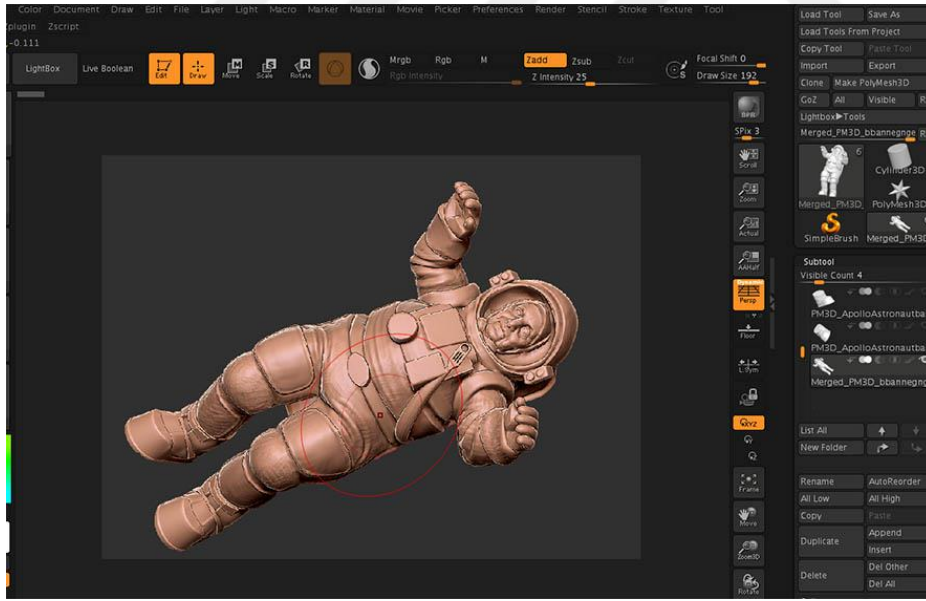 Color Document Draw Edit File Layer Light Macro Marker Material Movie Picker Preferences Render Stencil Stroke Texture Tool
Zplugin Zscript
-0.111
LightBox
Live Boolean
Edit
Draw
Move
Scale
Rotate
Mrgb Rgb M
Rgb Intensity
Zadd Zsub Zcut
Z Intensity 25
S
Focal Shift 0
Draw Size 192
BPR
SPix 3
Scroll
Zoom
Actual
AAHalf
Dynamic
Persp
Floor
L.Sym
XYZ
Frame
Move
Zoom3D
Rotate
Load Tool Save As
Load Tools From Project
Copy Tool Paste Tool
Import Export
Clone Make PolyMesh3D
GoZ All Visible R
Lightbox▶Tools
Merged_PM3D_bbannegnge R
6
Cylinder3D
Merged_PM3D_ PolyMesh3D
SimpleBrush Merged_PM3D
Subtool
Visible Count 4
PM3D_ApolloAstronautba
PM3D_ApolloAstronautba
Merged_PM3D_bbannegng
List All
New Folder
Rename AutoReorder
All Low All High
Copy Paste
Duplicate Append
Insert
Delete Del Other
Del All